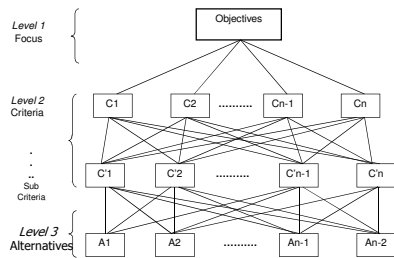 Level 1
Focus
Objectives
Level 2
Criteria
C1 C2 .......... Cn-1 Cn
.
.
..
Sub
Criteria
C'1 C'2 .......... C'n-1 C'n
Level 3
Alternatives
A1 A2 .......... An-1 An-2